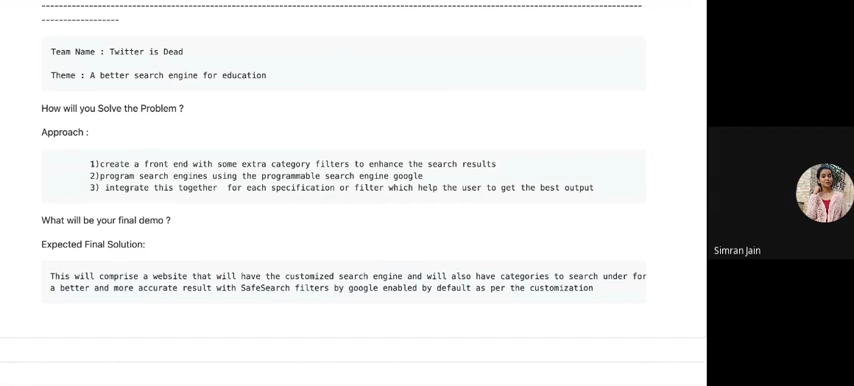 --------------------------------------------------------------------------------------------------------------------------------
-----------------
Team Name : Twitter is Dead
Theme : A better search engine for education
How will you Solve the Problem ?
Approach :
1)create a front end with some extra category filters to enhance the search results
2)program search engines using the programmable search engine google
3) integrate this together  for each specification or filter which help the user to get the best output
What will be your final demo ?
Expected Final Solution:
This will comprise a website that will have the customized search engine and will also have categories to search under for
a better and more accurate result with SafeSearch filters by google enabled by default as per the customization
Simran Jain